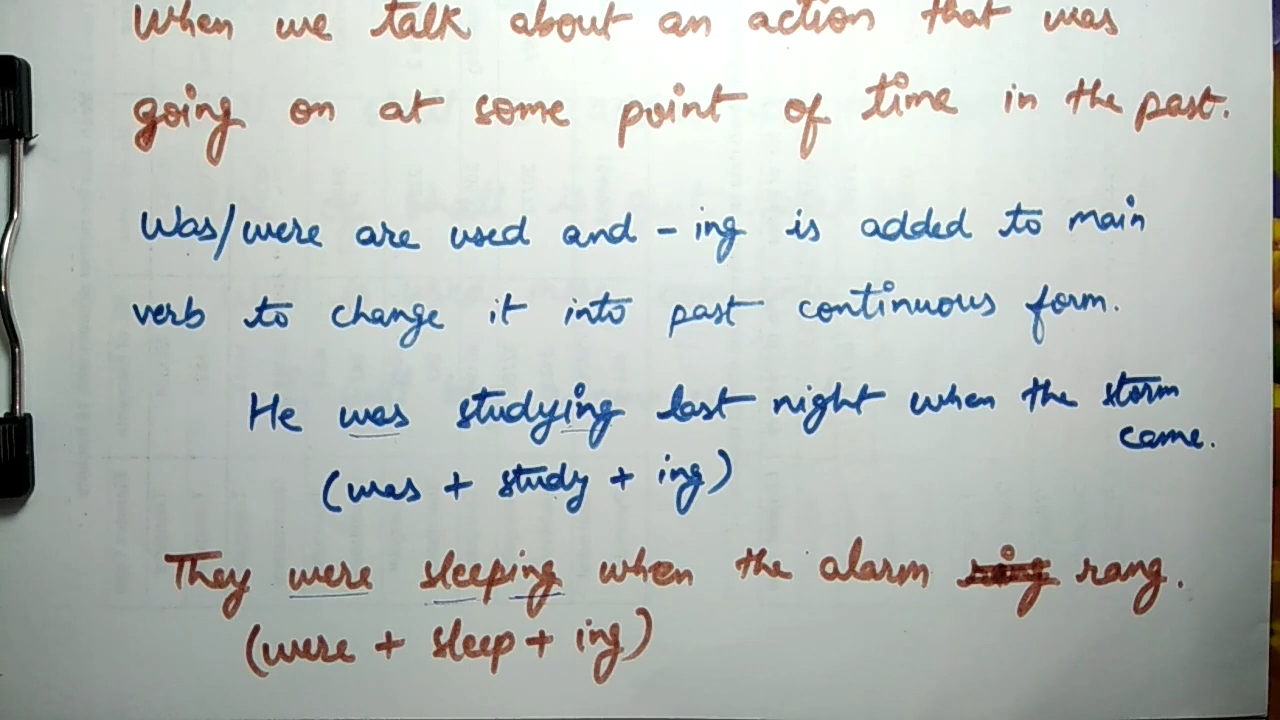 When we talk about an action that was
going on at some point of time in the past.
Was/were are used and -ing is added to main
verb to change it into past continuous form.
He was studying last night when the storm
came.
(was + study + ing)
They were sleeping when the alarm rang.
(were + sleep + ing)